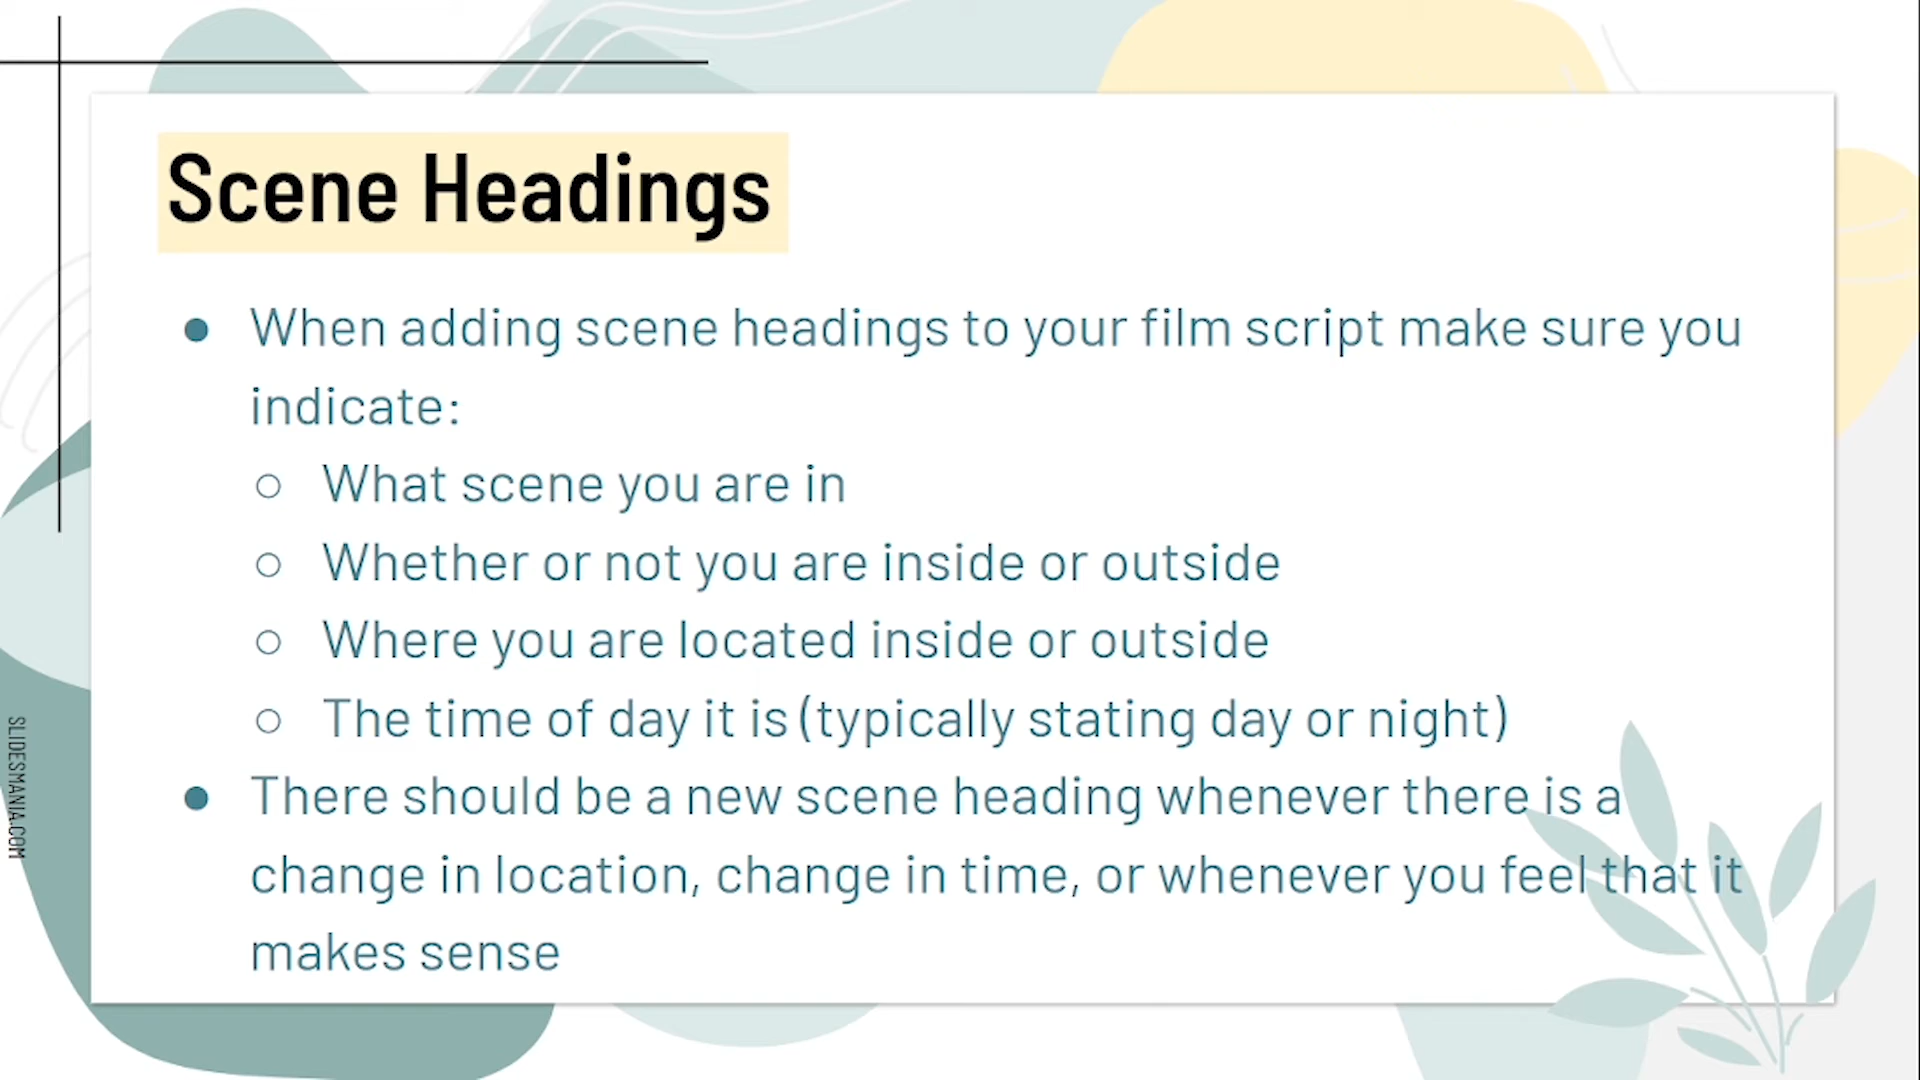 Scene Headings
● When adding scene headings to your film script make sure you
indicate:
○ What scene you are in
○ Whether or not you are inside or outside
○ Where you are located inside or outside
○ The time of day it is (typically stating day or night)
● There should be a new scene heading whenever there is a
change in location, change in time, or whenever you feel that it
makes sense
SLIDESMANIA.COM